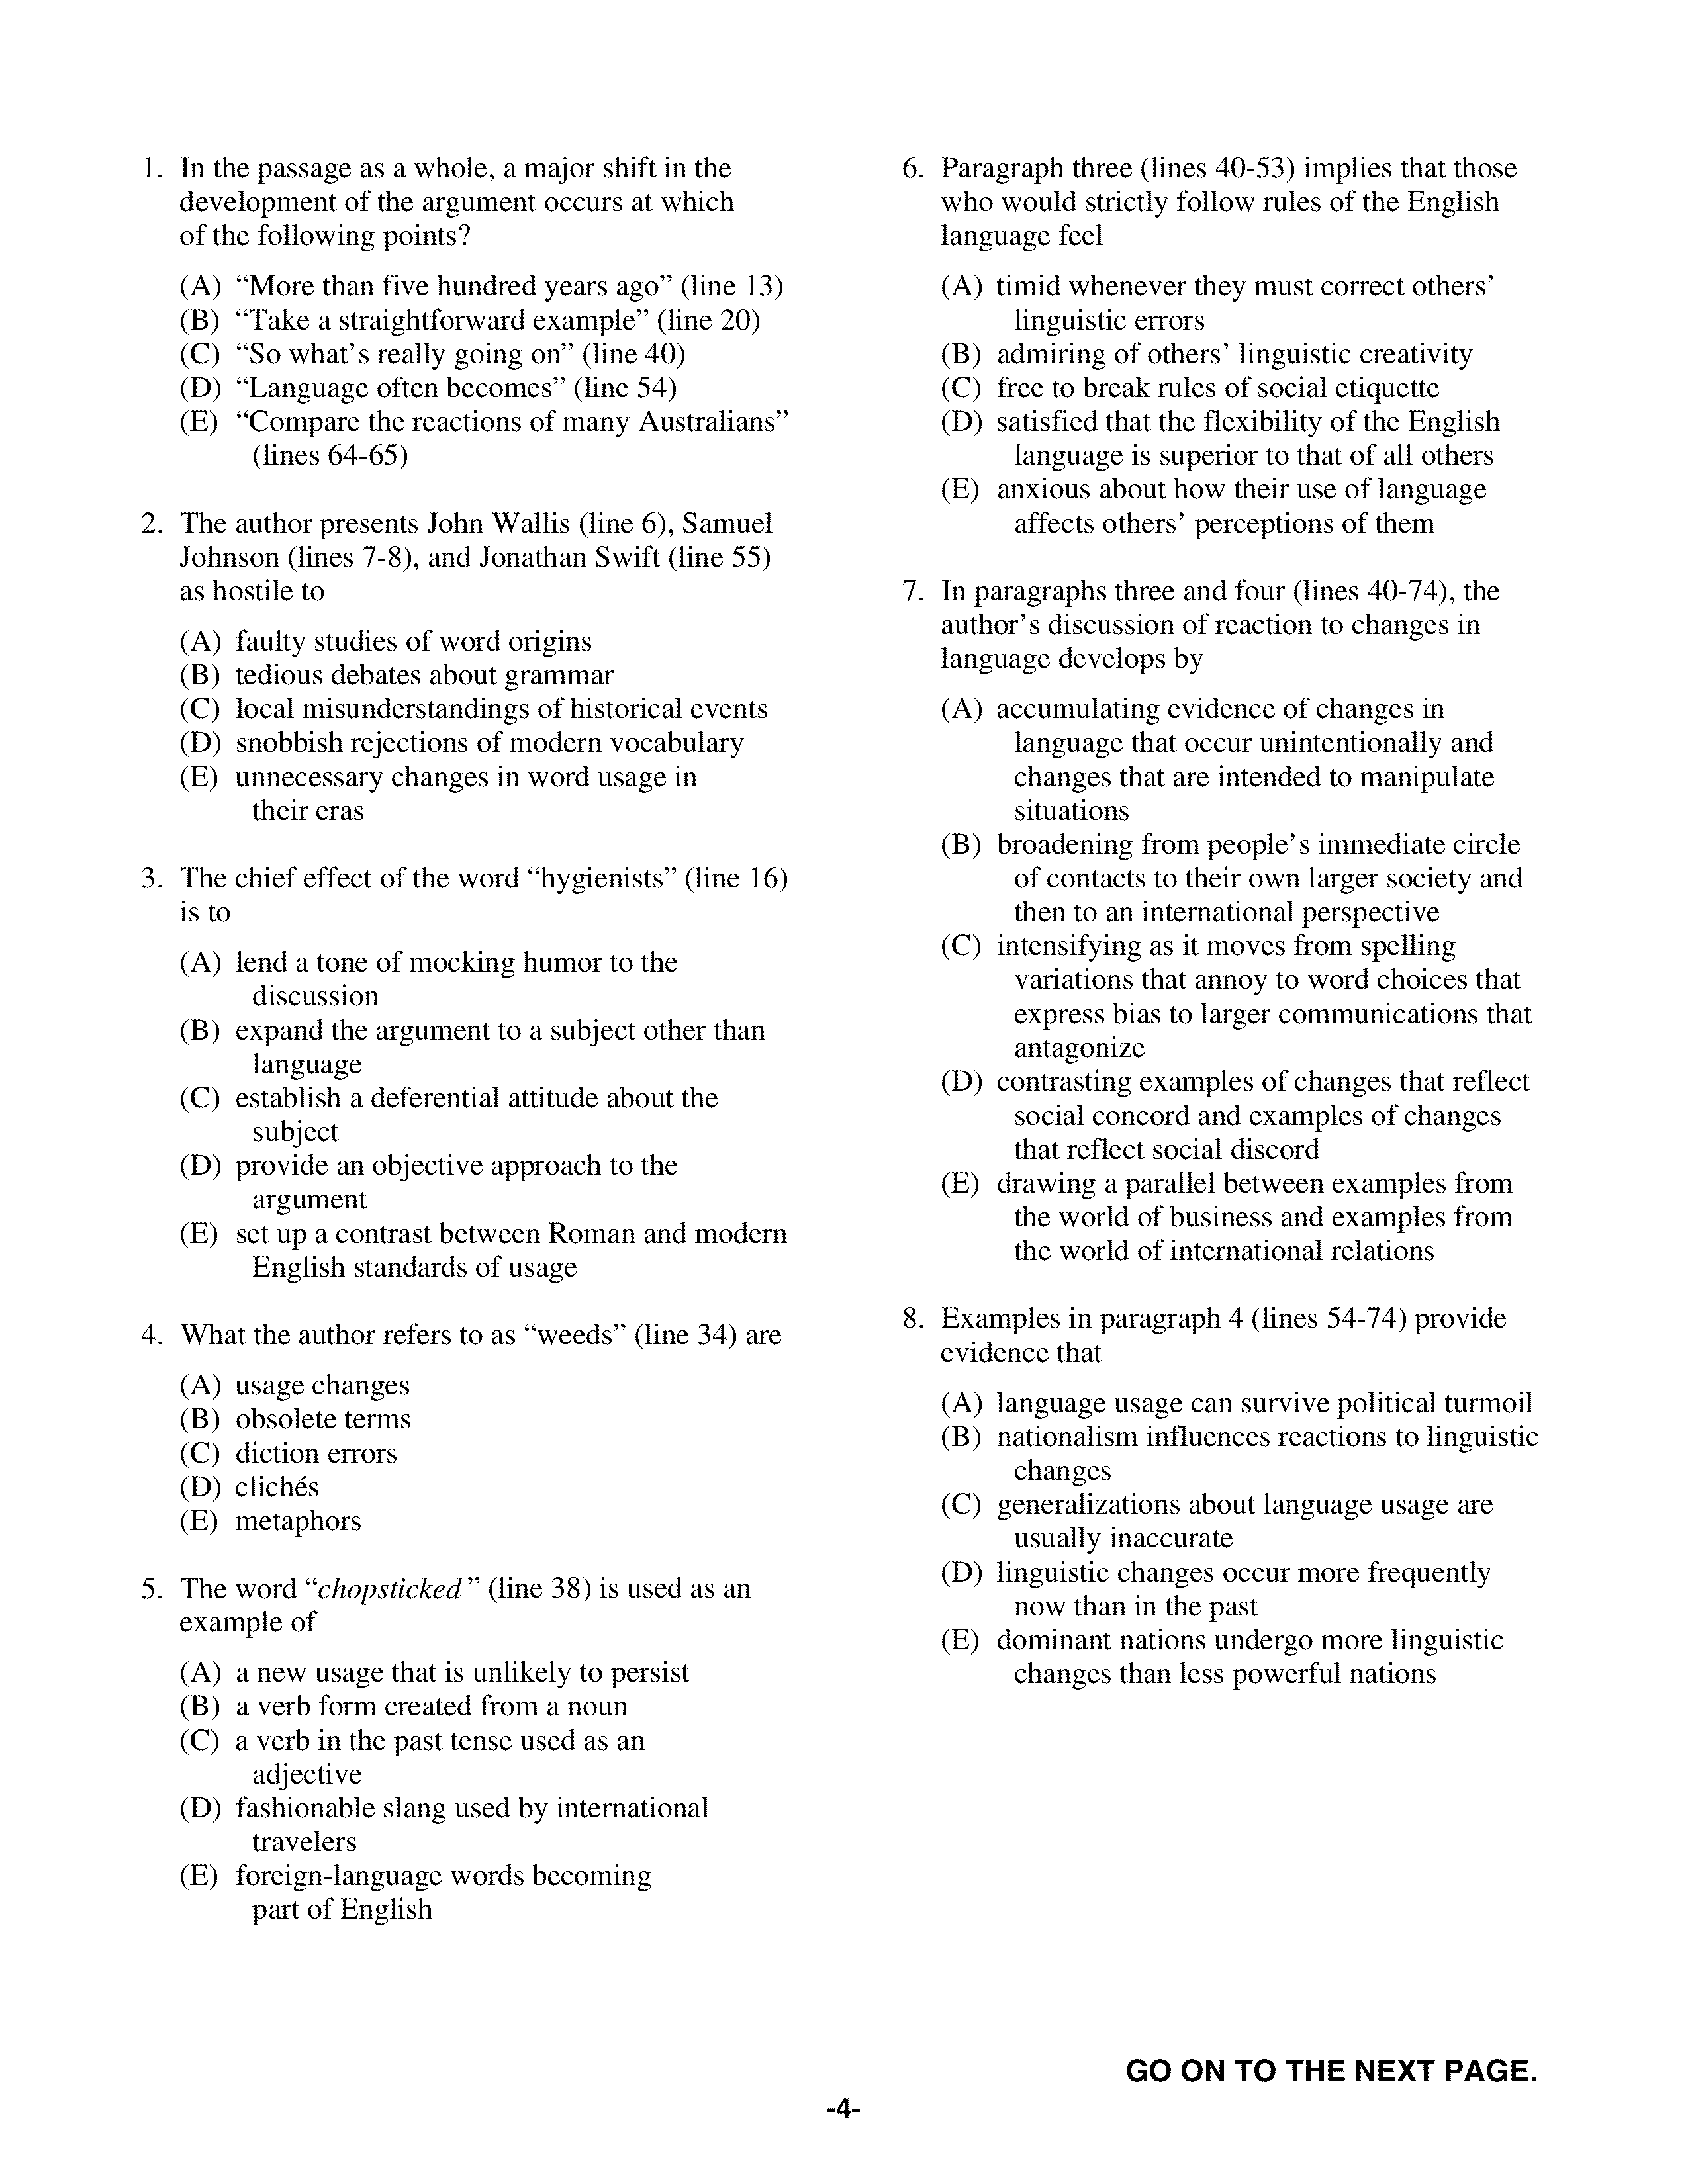 1. In the passage as a whole, a major shift in the
development of the argument occurs at which
of the following points?
(A) “More than five hundred years ago” (line 13)
(B) “Take a straightforward example” (line 20)
(C) “So what’s really going on” (line 40)
(D) “Language often becomes” (line 54)
(E) “Compare the reactions of many Australians”
(lines 64-65)
2. The author presents John Wallis (line 6), Samuel
Johnson (lines 7-8), and Jonathan Swift (line 55)
as hostile to
(A) faulty studies of word origins
(B) tedious debates about grammar
(C) local misunderstandings of historical events
(D) snobbish rejections of modern vocabulary
(E) unnecessary changes in word usage in
their eras
3. The chief effect of the word “hygienists” (line 16)
is to
(A) lend a tone of mocking humor to the
discussion
(B) expand the argument to a subject other than
language
(C) establish a deferential attitude about the
subject
(D) provide an objective approach to the
argument
(E) set up a contrast between Roman and modern
English standards of usage
4. What the author refers to as “weeds” (line 34) are
(A) usage changes
(B) obsolete terms
(C) diction errors
(D) clichés
(E) metaphors
5. The word “chopsticked” (line 38) is used as an
example of
(A) a new usage that is unlikely to persist
(B) a verb form created from a noun
(C) a verb in the past tense used as an
adjective
(D) fashionable slang used by international
travelers
(E) foreign-language words becoming
part of English
6. Paragraph three (lines 40-53) implies that those
who would strictly follow rules of the English
language feel
(A) timid whenever they must correct others’
linguistic errors
(B) admiring of others’ linguistic creativity
(C) free to break rules of social etiquette
(D) satisfied that the flexibility of the English
language is superior to that of all others
(E) anxious about how their use of language
affects others’ perceptions of them
7. In paragraphs three and four (lines 40-74), the
author’s discussion of reaction to changes in
language develops by
(A) accumulating evidence of changes in
language that occur unintentionally and
changes that are intended to manipulate
situations
(B) broadening from people’s immediate circle
of contacts to their own larger society and
then to an international perspective
(C) intensifying as it moves from spelling
variations that annoy to word choices that
express bias to larger communications that
antagonize
(D) contrasting examples of changes that reflect
social concord and examples of changes
that reflect social discord
(E) drawing a parallel between examples from
the world of business and examples from
the world of international relations
8. Examples in paragraph 4 (lines 54-74) provide
evidence that
(A) language usage can survive political turmoil
(B) nationalism influences reactions to linguistic
changes
(C) generalizations about language usage are
usually inaccurate
(D) linguistic changes occur more frequently
now than in the past
(E) dominant nations undergo more linguistic
changes than less powerful nations
GO ON TO THE NEXT PAGE.
-4-